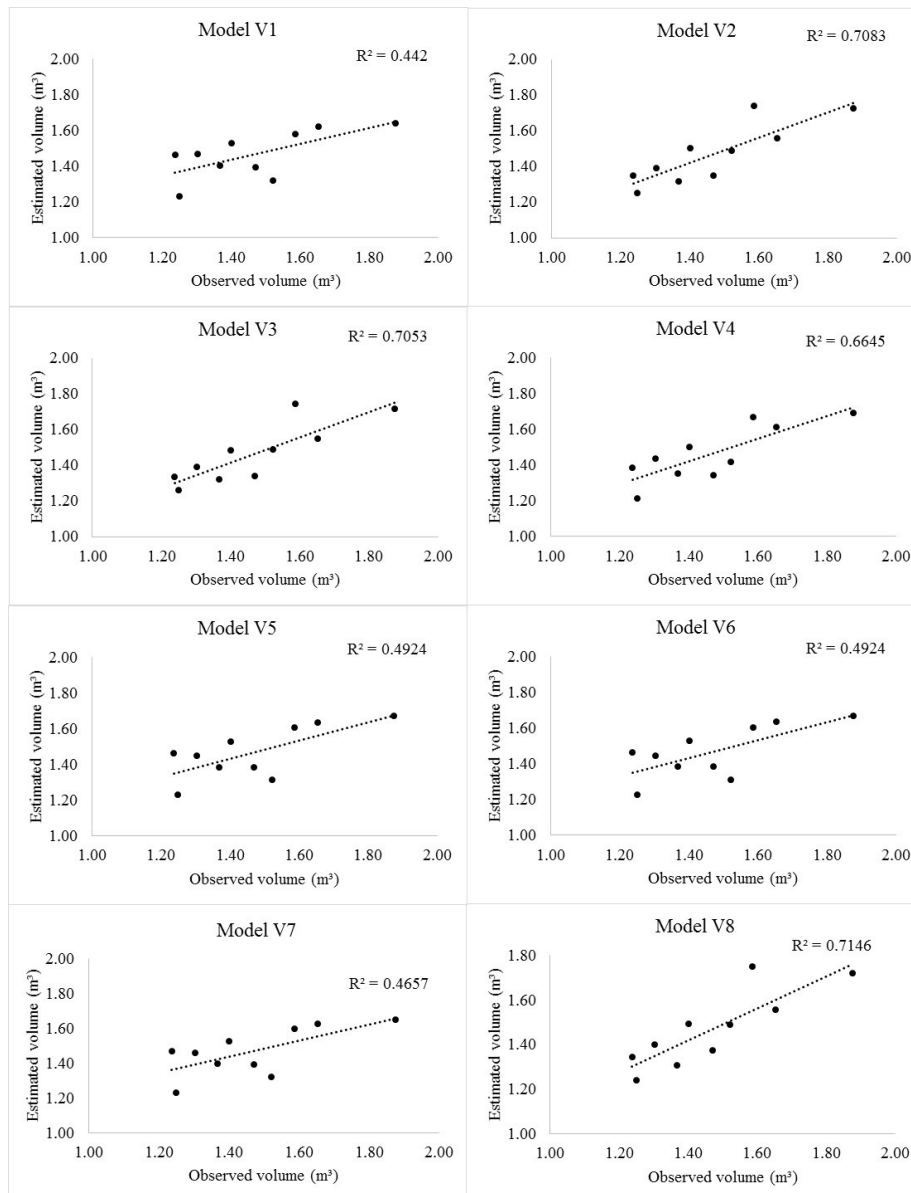 Model V1
R² = 0.442
Estimated volume (m³)
2.00
1.80
1.60
1.40
1.20
1.00
1.00 1.20 1.40 1.60 1.80 2.00
Observed volume (m³)
Model V2
R² = 0.7083
Estimated volume (m³)
2.00
1.80
1.60
1.40
1.20
1.00
1.00 1.20 1.40 1.60 1.80 2.00
Observed volume (m³)
Model V3
R² = 0.7053
Estimated volume (m³)
2.00
1.80
1.60
1.40
1.20
1.00
1.00 1.20 1.40 1.60 1.80 2.00
Observed volume (m³)
Model V4
R² = 0.6645
Estimated volume (m³)
2.00
1.80
1.60
1.40
1.20
1.00
1.00 1.20 1.40 1.60 1.80 2.00
Observed volume (m³)
Model V5
R² = 0.4924
Estimated volume (m³)
2.00
1.80
1.60
1.40
1.20
1.00
1.00 1.20 1.40 1.60 1.80 2.00
Observed volume (m³)
Model V6
R² = 0.4924
Estimated volume (m³)
2.00
1.80
1.60
1.40
1.20
1.00
1.00 1.20 1.40 1.60 1.80 2.00
Observed volume (m³)
Model V7
R² = 0.4657
Estimated volume (m³)
2.00
1.80
1.60
1.40
1.20
1.00
1.00 1.20 1.40 1.60 1.80 2.00
Observed volume (m³)
Model V8
R² = 0.7146
Estimated volume (m³)
1.80
1.60
1.40
1.20
1.00
1.00 1.20 1.40 1.60 1.80 2.00
Observed volume (m³)